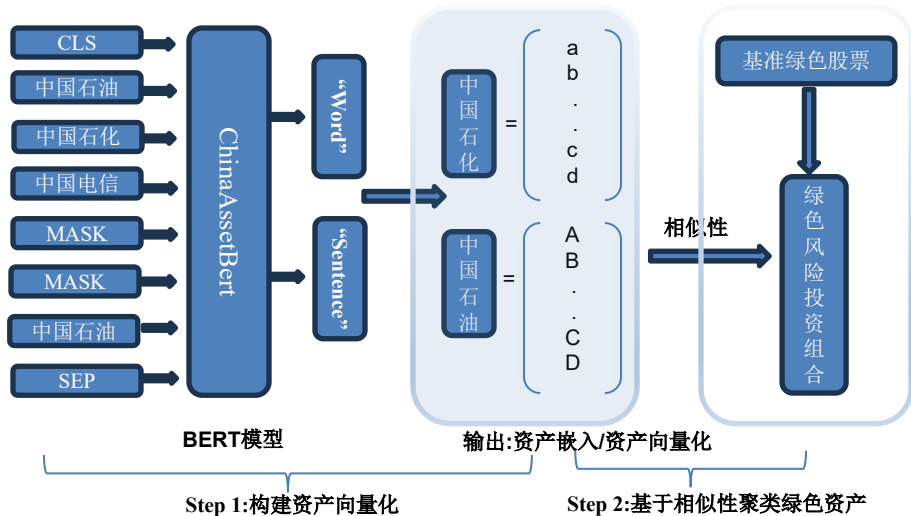 CLS
中国石油
中国石化
中国电信
MASK
MASK
中国石油
SEP
ChinaAssetBert
“Word”
“Sentence”
中国石化
=
a
b
.
.
c
d
中国石油
=
A
B
.
.
C
D
相似性
基准绿色股票
绿色风险投资组合
BERT模型
输出:资产嵌入/资产向量化
Step 1:构建资产向量化
Step 2:基于相似性聚类绿色资产